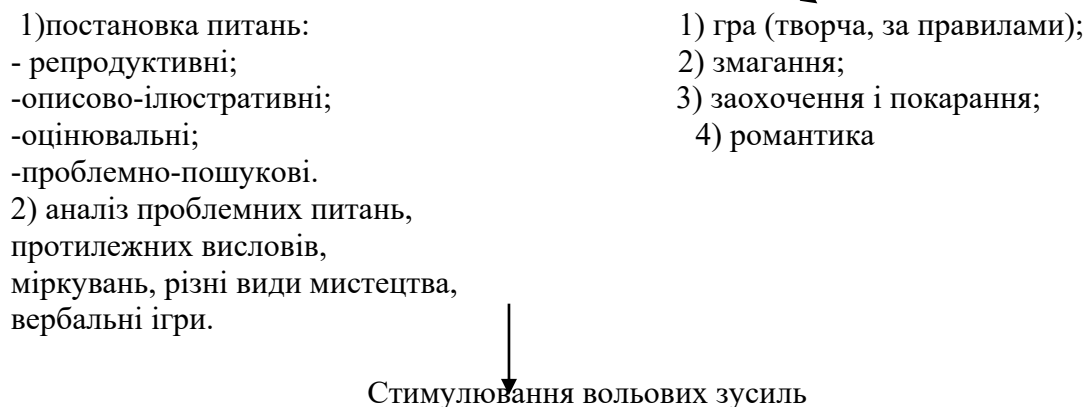 1)постановка питань:
- репродуктивні;
-описово-ілюстративні;
-оцінювальні;
-проблемно-пошукові.
2) аналіз проблемних питань,
протилежних висловів,
міркувань, різні види мистецтва,
вербальні ігри.
1) гра (творча, за правилами);
2) змагання;
3) заохочення і покарання;
4) романтика
Стимулювання вольових зусиль